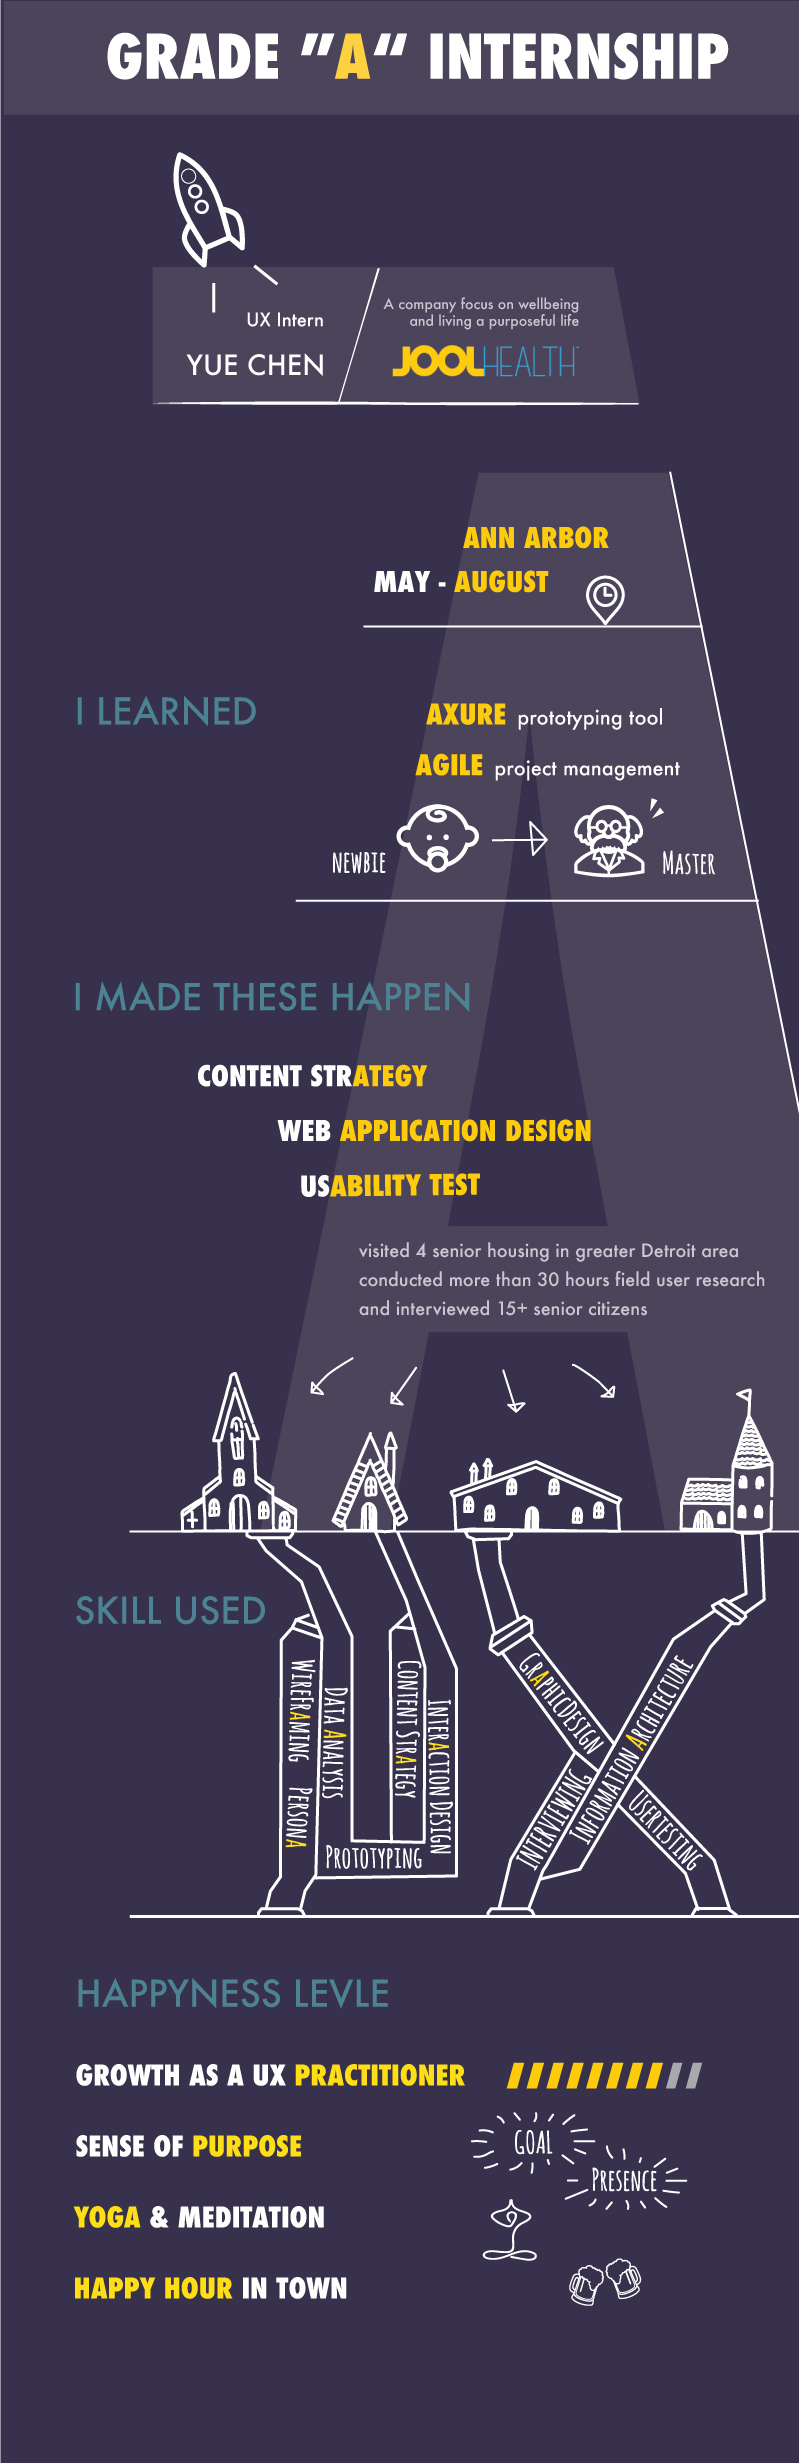 GRADE "A" INTERNSHIP
UX Intern
YUE CHEN
A company focus on wellbeing
and living a purposeful life
JOOLHEALTH
ANN ARBOR
MAY - AUGUST
I LEARNED
AXURE prototyping tool
AGILE project management
NEWBIE
MASTER
I MADE THESE HAPPEN
CONTENT STRATEGY
WEB APPLICATION DESIGN
USABILITY TEST
visited 4 senior housing in greater Detroit area
conducted more than 30 hours field user research
and interviewed 15+ senior citizens
SKILL USED
WIREFRAMING PERSONA
DATA ANALYSIS
PROTOTYPING
CONTENT STRATEGY
INTERACTION DESIGN
GRAPHICDESIGN
USERTESTING
INTERVIEWING
INFORMATION ARCHITECTURE
HAPPYNESS LEVLE
GROWTH AS A UX PRACTITIONER
SENSE OF PURPOSE
GOAL
PRESENCE
YOGA & MEDITATION
HAPPY HOUR IN TOWN